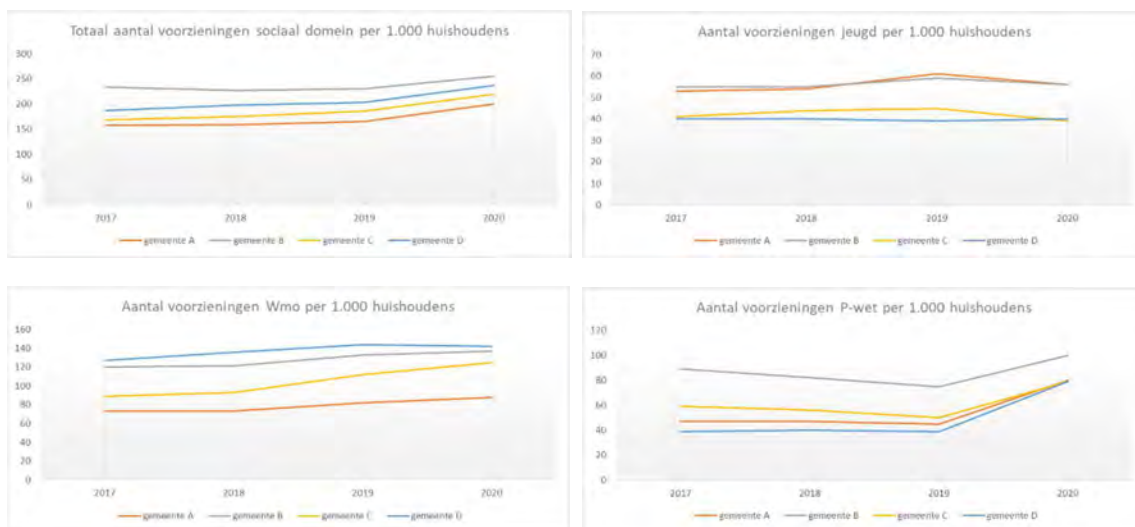 Totaal aantal voorzieningen sociaal domein per 1.000 huishoudens
300
250
200
150
100
50
0
2017 2018 2019 2020
gemeente A gemeente B gemeente C gemeente D
Aantal voorzieningen jeugd per 1.000 huishoudens
70
60
50
40
30
20
10
0
2017 2018 2019 2020
gemeente A gemeente B gemeente C gemeente D
Aantal voorzieningen Wmo per 1.000 huishoudens
160
140
120
100
80
60
40
20
0
2017 2018 2019 2020
gemeente A gemeente B gemeente C gemeente D
Aantal voorzieningen P-wet per 1.000 huishoudens
120
100
80
60
40
20
0
2017 2018 2019 2020
gemeente A gemeente B gemeente C gemeente D